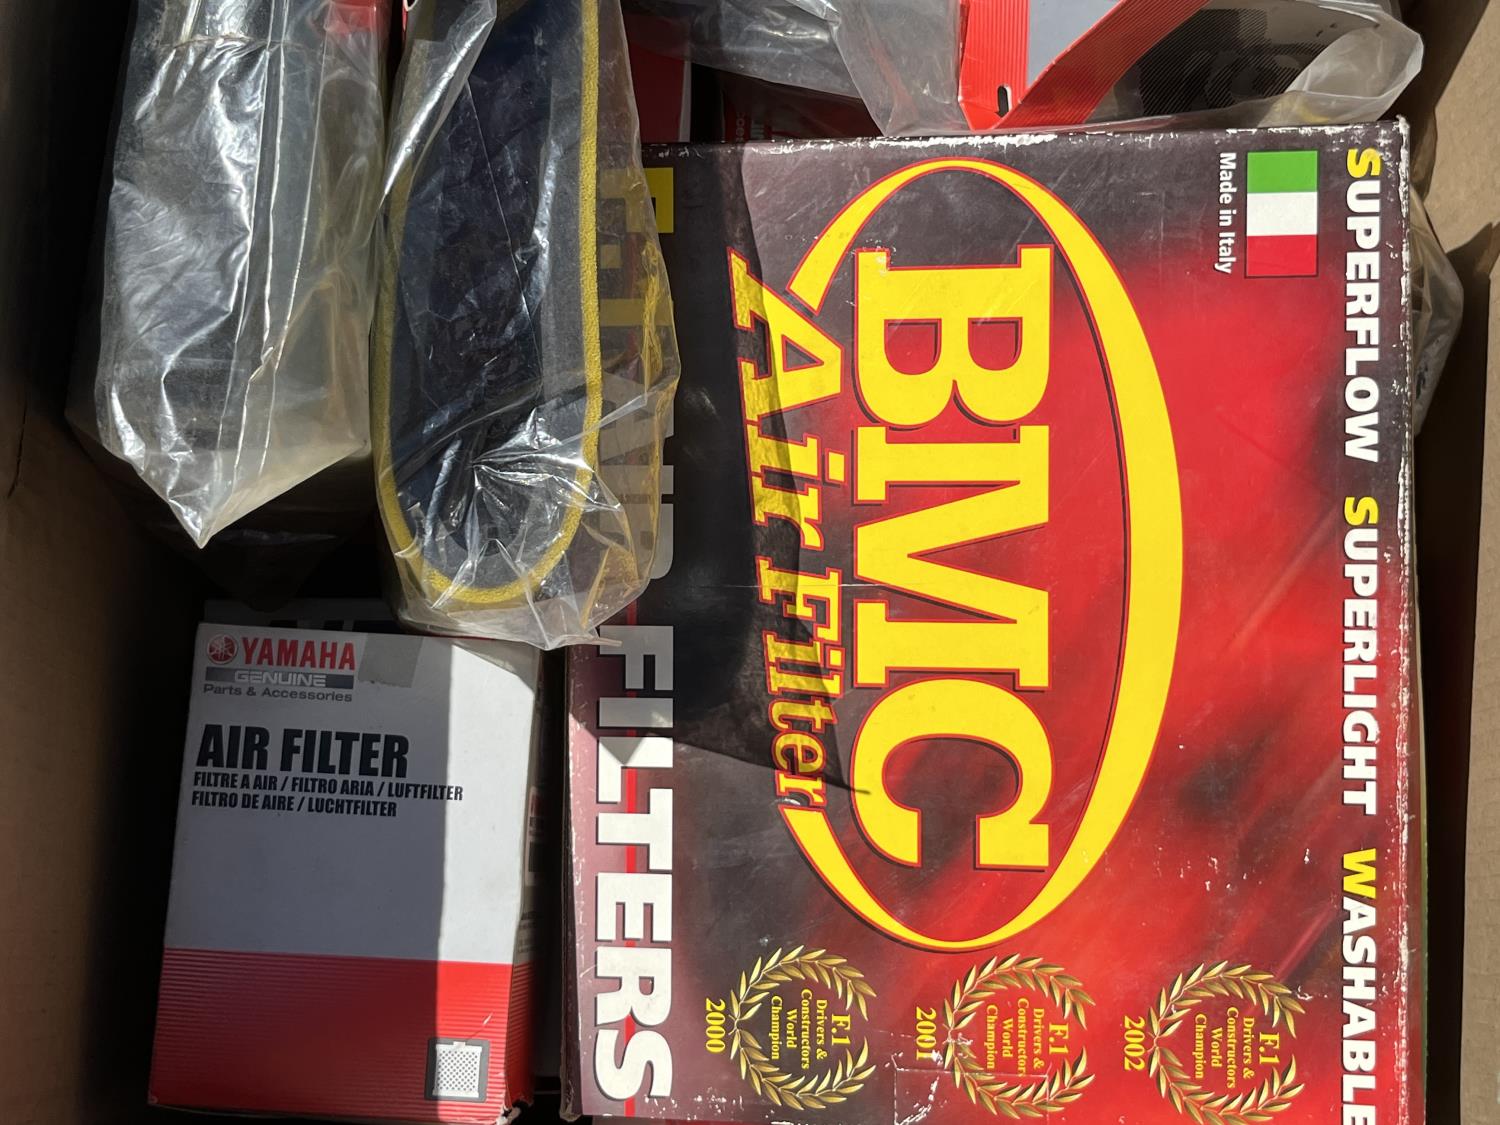 YAMAHA
GENUINE
Parts & Accessories
AIR FILTER
FILTRE A AIR / FILTRO ARIA / LUFTFILTER
FILTRO DE AIRE / LUCHTFILTER
SUPERFLOW SUPERLIGHT WASHABLE
Made in Italy
BMC
Air Filter
AIR FILTERS
F.1
Drivers &
Constructors
World
Champion
2002
F.1
Drivers &
Constructors
World
Champion
2001
F.1
Drivers &
Constructors
World
Champion
2000